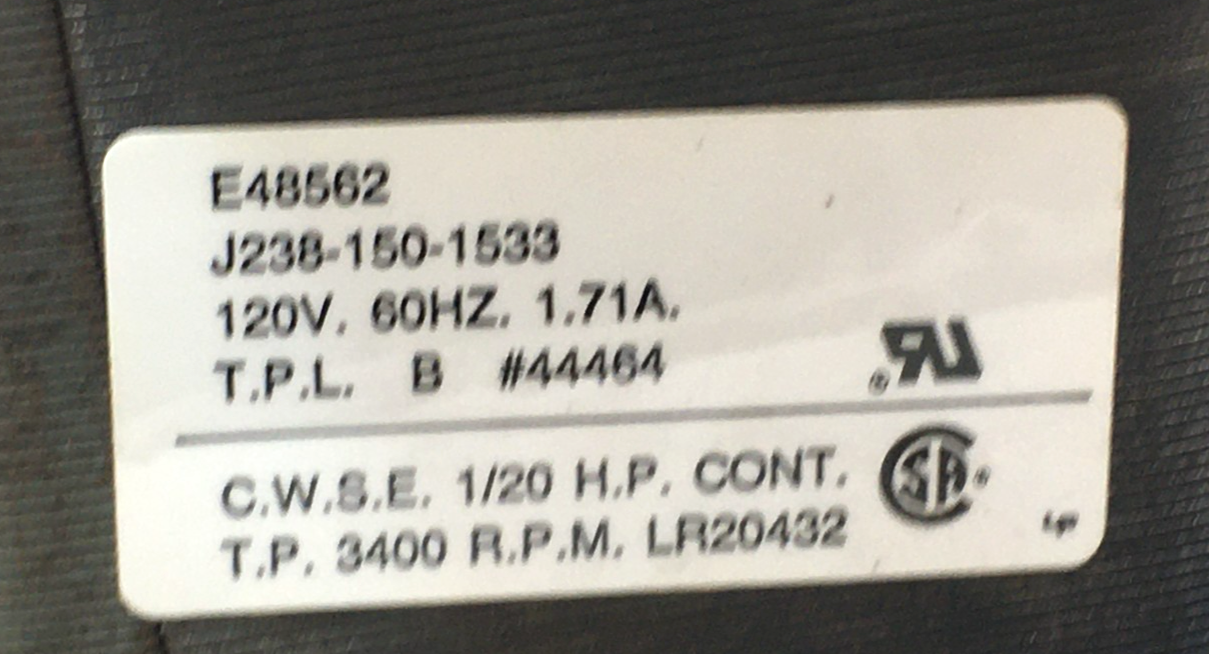 E48562
J238-150-1533
120V. 60HZ. 1.71A.
T.P.L. B #44464
C.W.S.E. 1/20 H.P. CONT.
T.P. 3400 R.P.M. LR20432